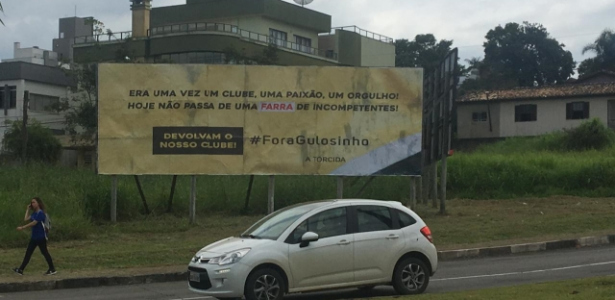 ERA UMA VEZ UM CLUBE, UMA PAIXÃO, UM ORGULHO!
HOJE NÃO PASSA DE UMA FARRA DE INCOMPETENTES!
DEVOLVAM O
NOSSO CLUBE!
#ForaGulosinho
A TORCIDA